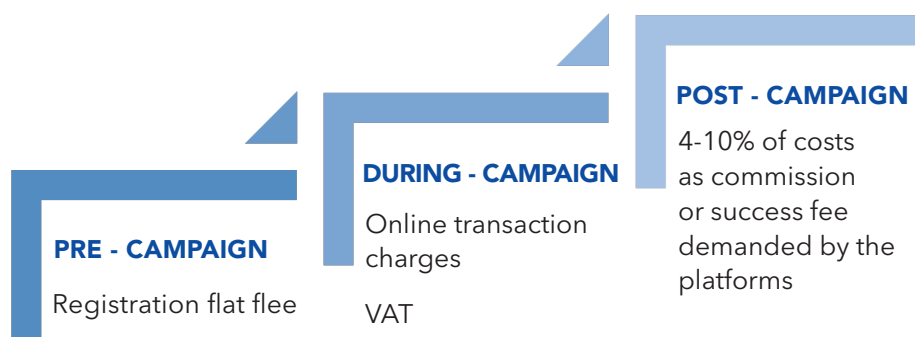 PRE - CAMPAIGN
Registration flat flee
DURING - CAMPAIGN
Online transaction
charges
VAT
POST - CAMPAIGN
4-10% of costs
as commission
or success fee
demanded by the
platforms